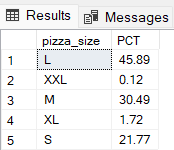 Results Messages
pizza_size PCT
1 L 45.89
2 XXL 0.12
3 M 30.49
4 XL 1.72
5 S 21.77